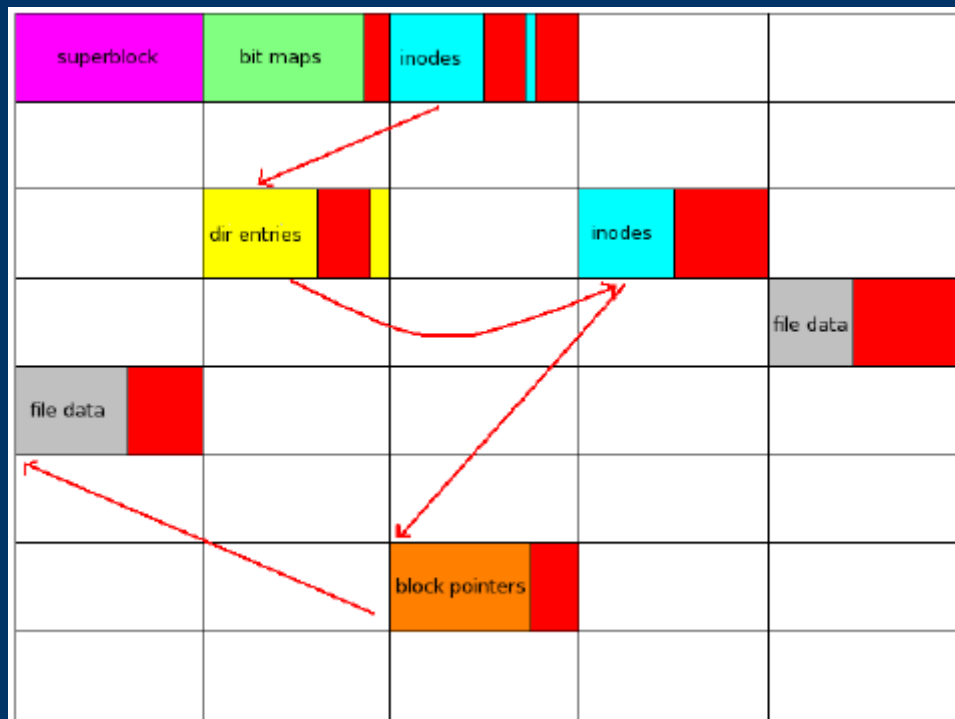 superblock
bit maps
inodes
dir entries
inodes
file data
file data
block pointers